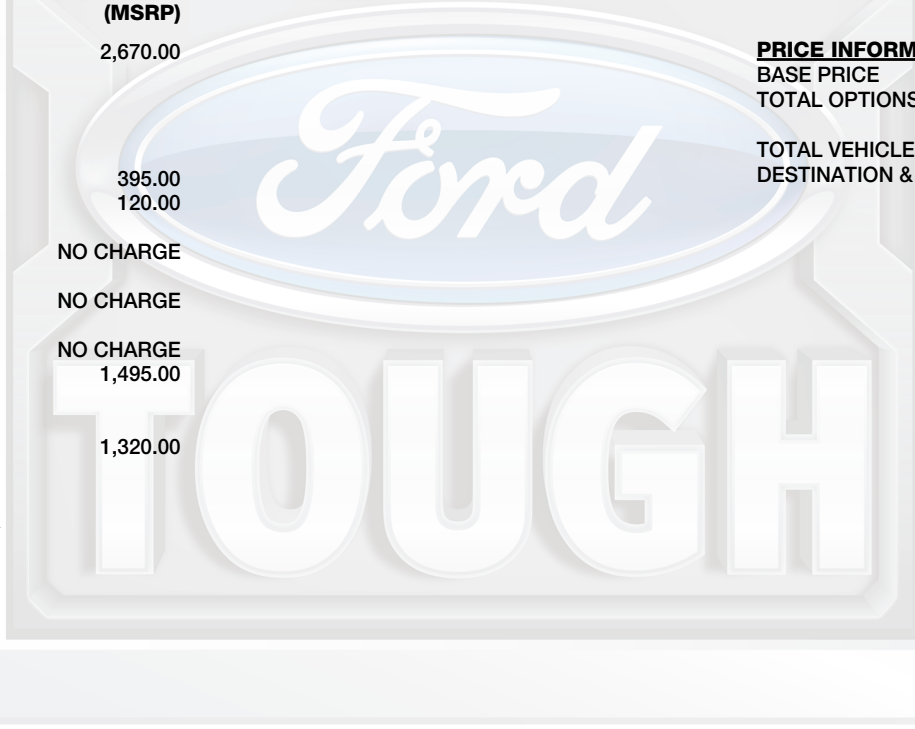 (MSRP)
2,670.00
395.00
120.00
NO CHARGE
NO CHARGE
NO CHARGE
1,495.00
1,320.00
PRICE INFORM
BASE PRICE
TOTAL OPTIONS
TOTAL VEHICLE
DESTINATION &
Ford
TOUGH